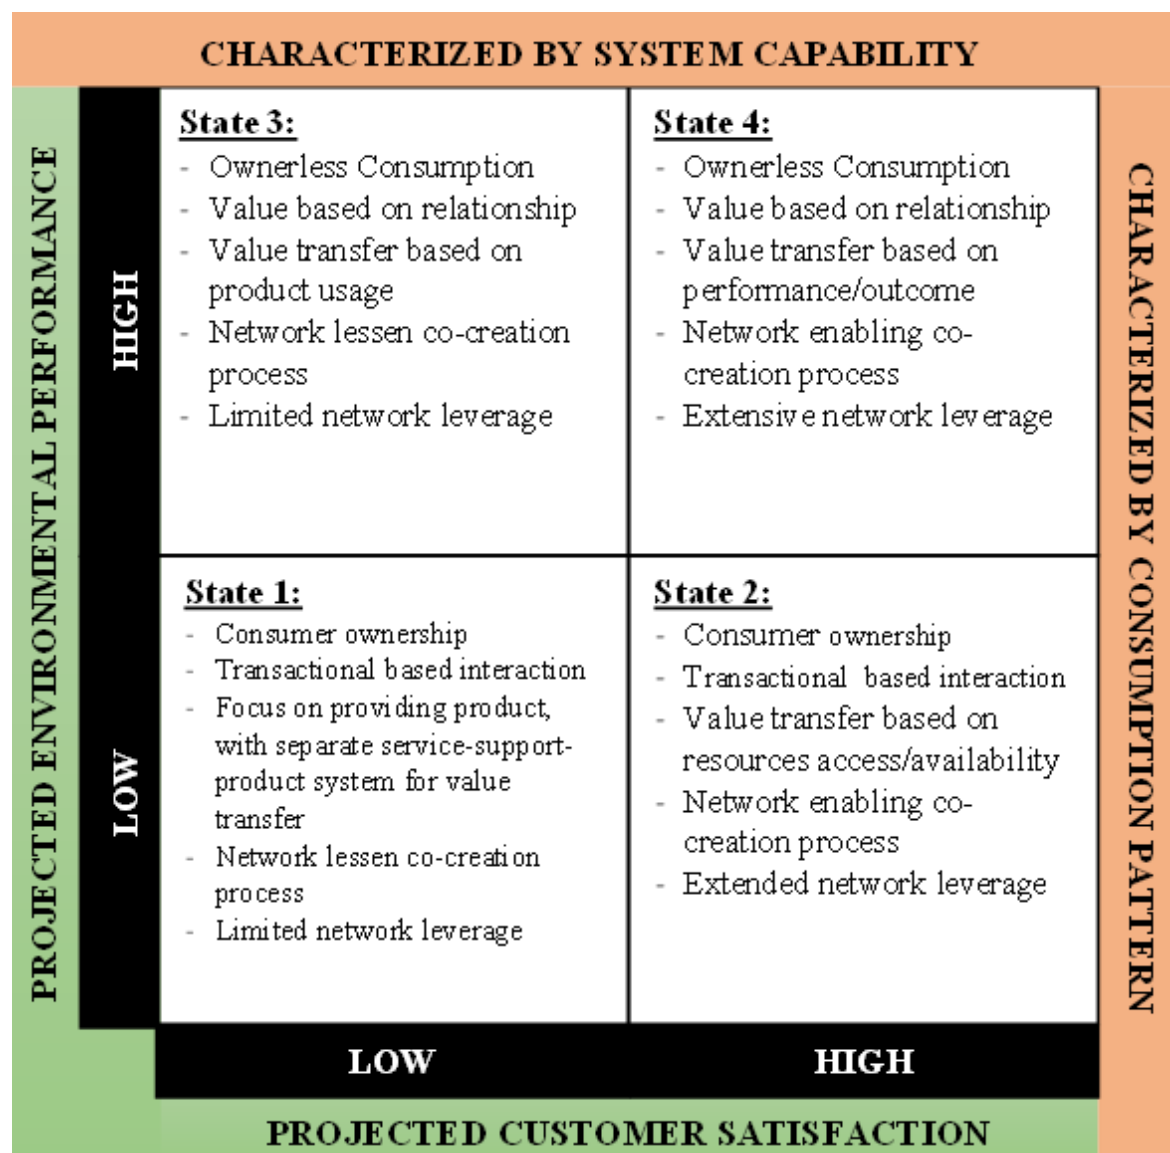 CHARACTERIZED BY SYSTEM CAPABILITY
PROJECTED ENVIRONMENTAL PERFORMANCE
HIGH
State 3:
- Ownerless Consumption
- Value based on relationship
- Value transfer based on
product usage
- Network lessen co-creation
process
- Limited network leverage
State 4:
- Ownerless Consumption
- Value based on relationship
- Value transfer based on
performance/outcome
- Network enabling co-
creation process
- Extensive network leverage
CHARACTERIZED BY CONSUMPTION PATTERN
LOW
State 1:
- Consumer ownership
- Transactional based interaction
- Focus on providing product,
with separate service-support-
product system for value
transfer
- Network lessen co-creation
process
- Limited network leverage
State 2:
- Consumer ownership
- Transactional based interaction
- Value transfer based on
resources access/availability
- Network enabling co-
creation process
- Extended network leverage
LOW
HIGH
PROJECTED CUSTOMER SATISFACTION